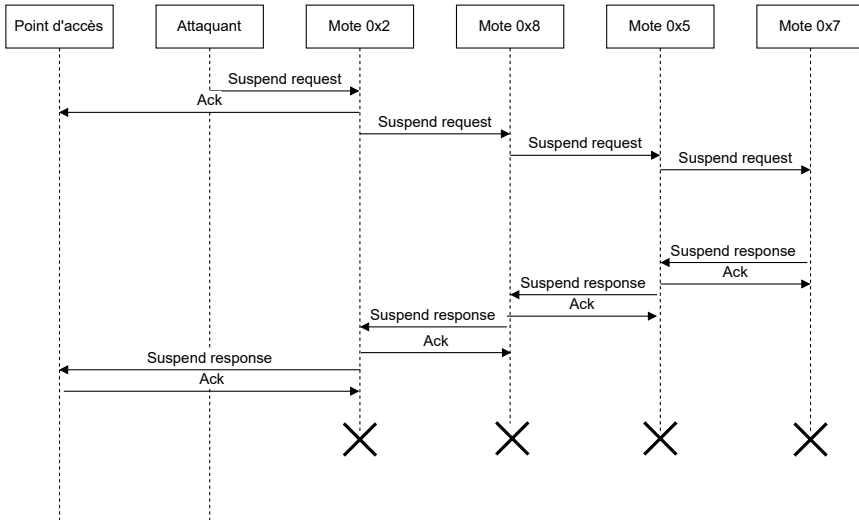 Point d'accès Attaquant Mote 0x2 Mote 0x8 Mote 0x5 Mote 0x7
Suspend request
Ack
Suspend request
Suspend request
Suspend request
Suspend response
Ack
Suspend response
Ack
Suspend response
Ack
Suspend response
Ack